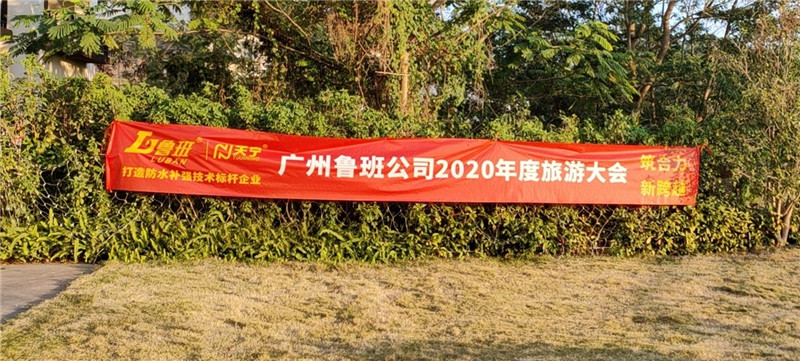 鲁班®
LUBAN
天宁®
打造防水补强技术标杆企业
广州鲁班公司2020年度旅游大会
筑合力
新跨越